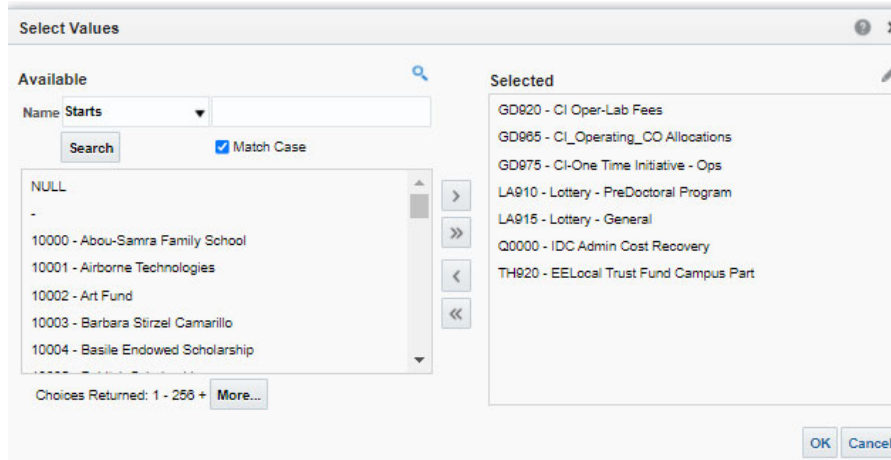 Select Values
Available
Name Starts
Search
Match Case
NULL
-
10000 - Abou-Samra Family School
10001 - Airborne Technologies
10002 - Art Fund
10003 - Barbara Stirzel Camarillo
10004 - Basile Endowed Scholarship
Choices Returned: 1 - 256 + More...
Selected
GD920 - CI Oper-Lab Fees
GD965 - CI_Operating_CO Allocations
GD975 - CI-One Time Initiative - Ops
LA910 - Lottery - PreDoctoral Program
LA915 - Lottery - General
Q0000 - IDC Admin Cost Recovery
TH920 - EELocal Trust Fund Campus Part
OK Cancel